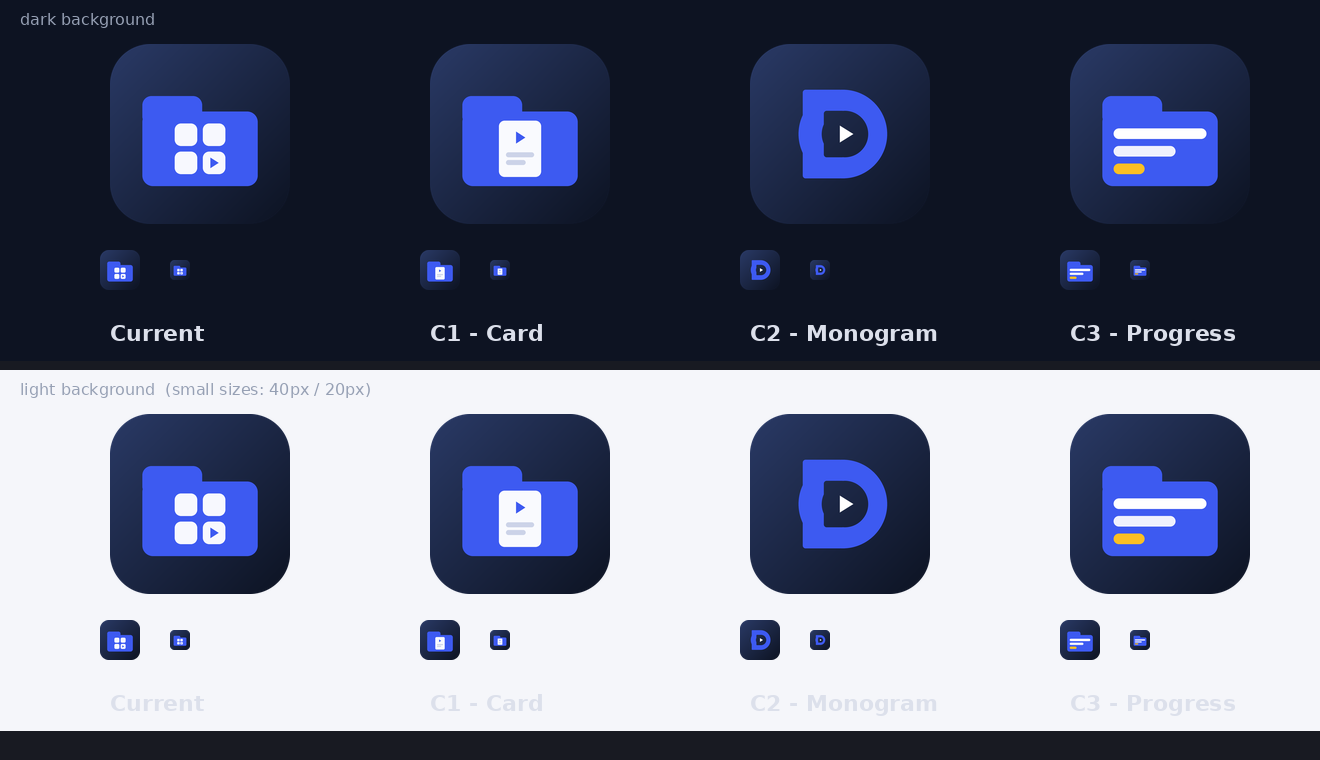 dark background
Current
C1 - Card
C2 - Monogram
C3 - Progress
light background  (small sizes: 40px / 20px)
Current
C1 - Card
C2 - Monogram
C3 - Progress